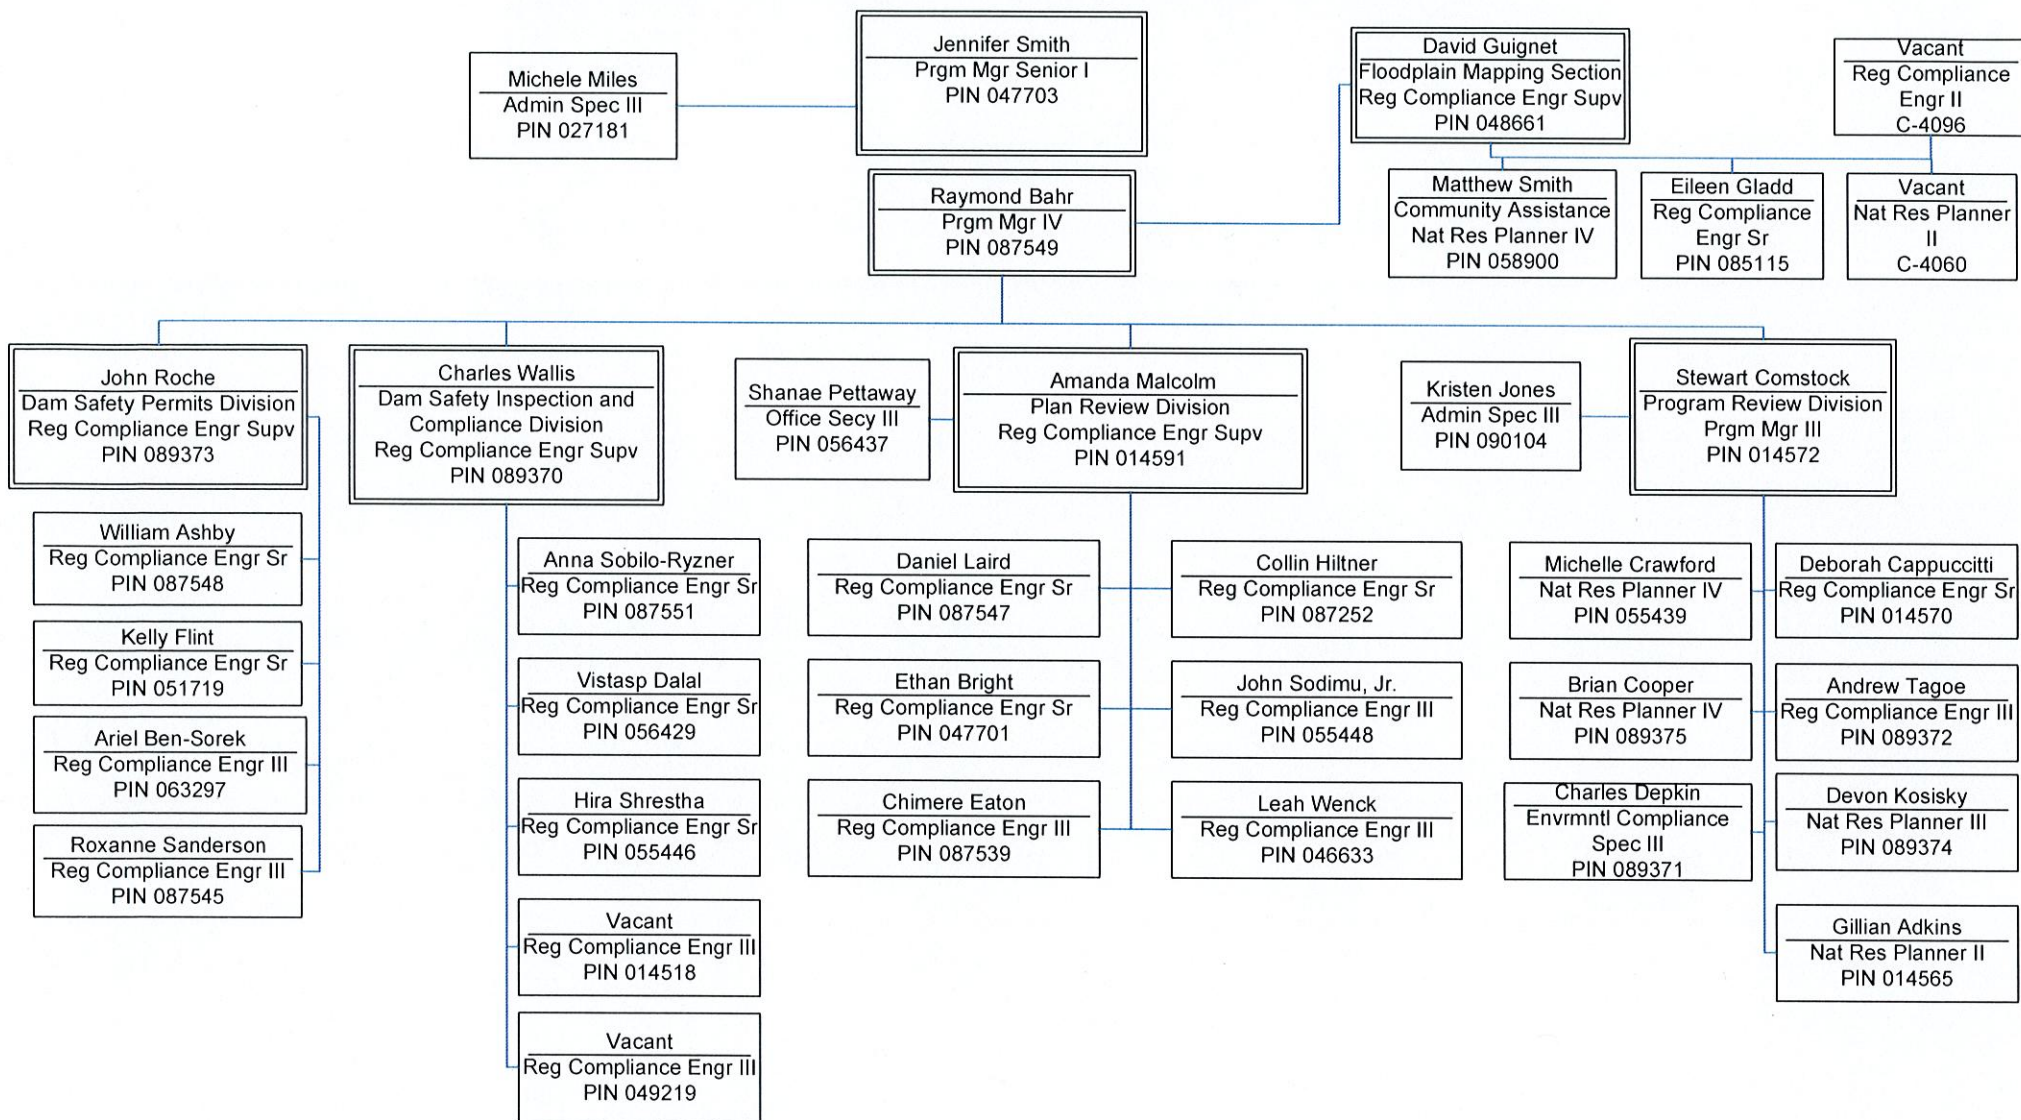 Jennifer Smith
Prgm Mgr Senior I
PIN 047703
Michele Miles
Admin Spec III
PIN 027181
David Guignet
Floodplain Mapping Section
Reg Compliance Engr Supv
PIN 048661
Vacant
Reg Compliance
Engr II
C-4096
Raymond Bahr
Prgm Mgr IV
PIN 087549
Matthew Smith
Community Assistance
Nat Res Planner IV
PIN 058900
Eileen Gladd
Reg Compliance
Engr Sr
PIN 085115
Vacant
Nat Res Planner
II
C-4060
John Roche
Dam Safety Permits Division
Reg Compliance Engr Supv
PIN 089373
Charles Wallis
Dam Safety Inspection and
Compliance Division
Reg Compliance Engr Supv
PIN 089370
Shanae Pettaway
Office Secy III
PIN 056437
Amanda Malcolm
Plan Review Division
Reg Compliance Engr Supv
PIN 014591
Kristen Jones
Admin Spec III
PIN 090104
Stewart Comstock
Program Review Division
Prgm Mgr III
PIN 014572
William Ashby
Reg Compliance Engr Sr
PIN 087548
Kelly Flint
Reg Compliance Engr Sr
PIN 051719
Ariel Ben-Sorek
Reg Compliance Engr III
PIN 063297
Roxanne Sanderson
Reg Compliance Engr III
PIN 087545
Anna Sobilo-Ryzner
Reg Compliance Engr Sr
PIN 087551
Vistasp Dalal
Reg Compliance Engr Sr
PIN 056429
Hira Shrestha
Reg Compliance Engr Sr
PIN 055446
Vacant
Reg Compliance Engr III
PIN 014518
Vacant
Reg Compliance Engr III
PIN 049219
Daniel Laird
Reg Compliance Engr Sr
PIN 087547
Collin Hiltner
Reg Compliance Engr Sr
PIN 087252
Ethan Bright
Reg Compliance Engr Sr
PIN 047701
John Sodimu, Jr.
Reg Compliance Engr III
PIN 055448
Chimere Eaton
Reg Compliance Engr III
PIN 087539
Leah Wenck
Reg Compliance Engr III
PIN 046633
Michelle Crawford
Nat Res Planner IV
PIN 055439
Deborah Cappuccitti
Reg Compliance Engr Sr
PIN 014570
Brian Cooper
Nat Res Planner IV
PIN 089375
Andrew Tagoe
Reg Compliance Engr III
PIN 089372
Charles Depkin
Envrmntl Compliance
Spec III
PIN 089371
Devon Kosisky
Nat Res Planner III
PIN 089374
Gillian Adkins
Nat Res Planner II
PIN 014565